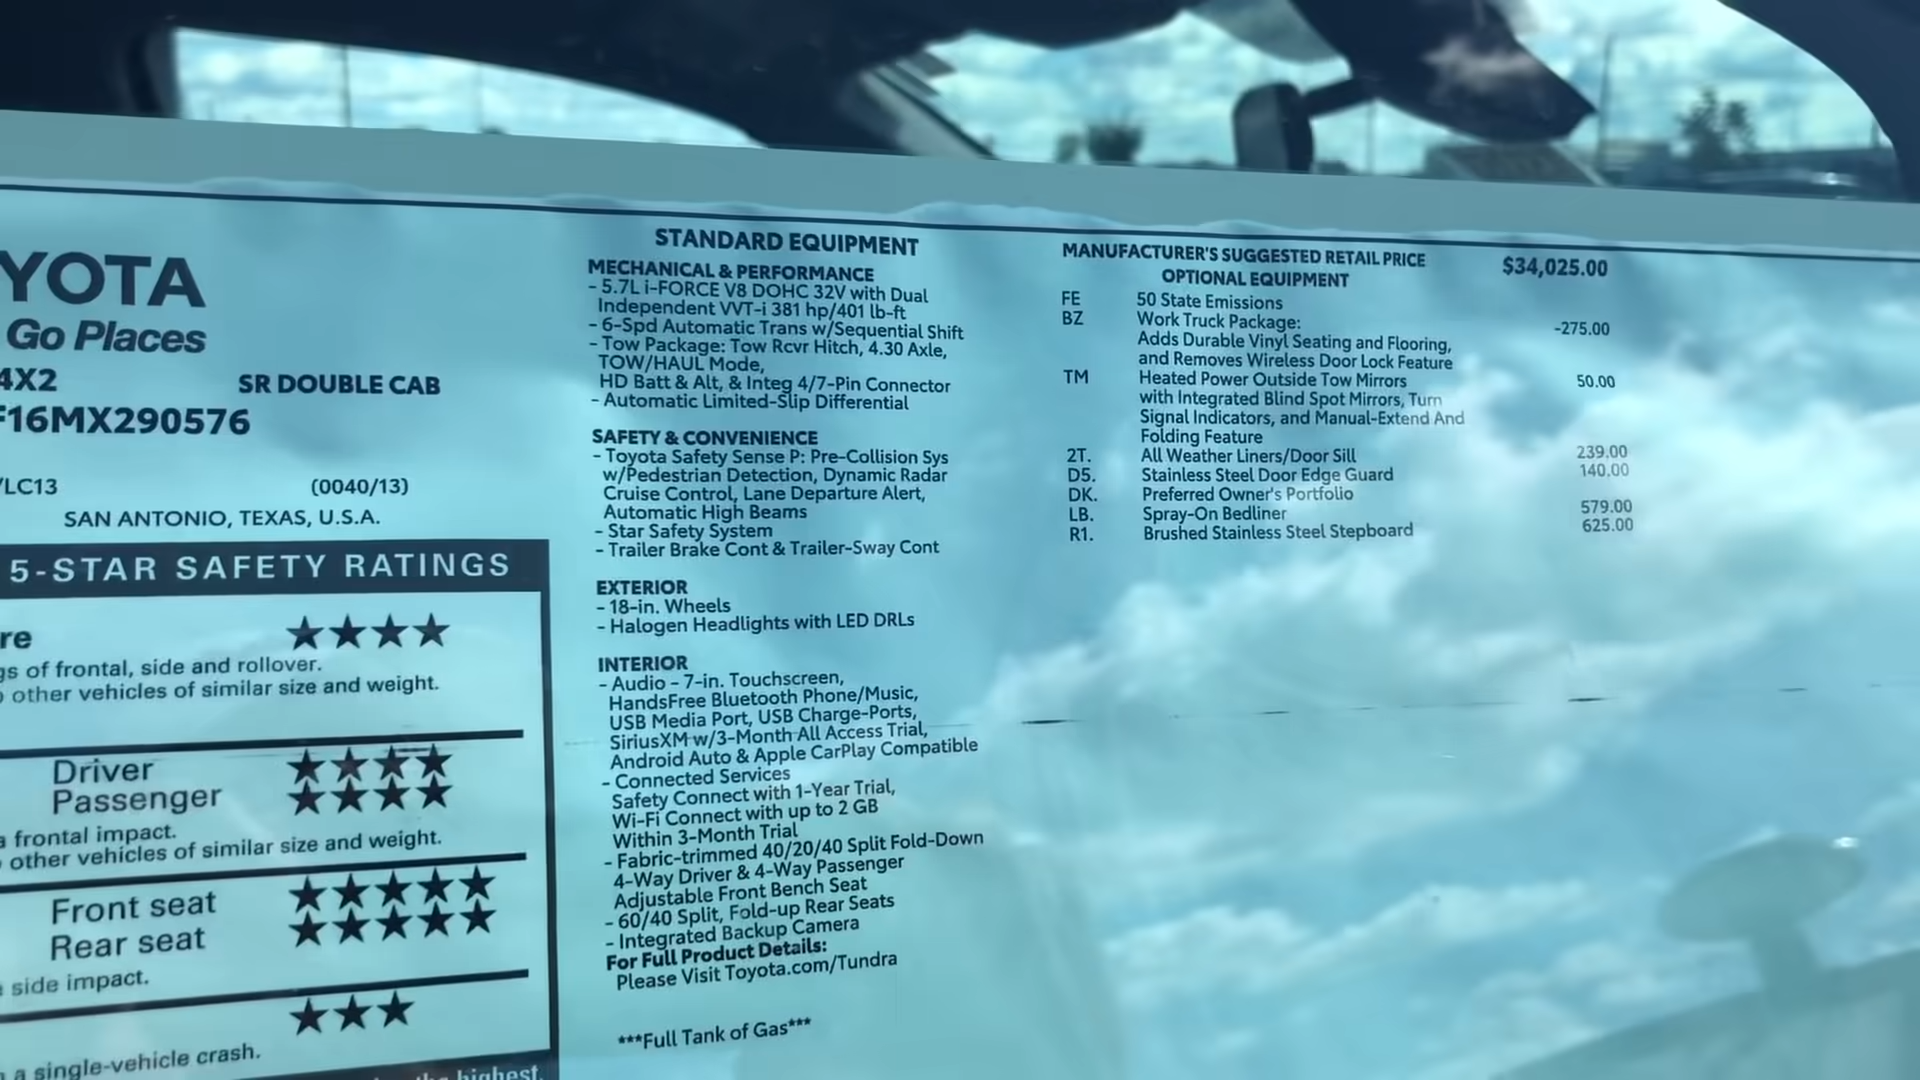 YOTA
Go Places
4X2 SR DOUBLE CAB
F16MX290576
/LC13 (0040/13)
SAN ANTONIO, TEXAS, U.S.A.
5-STAR SAFETY RATINGS
re ★★★★
gs of frontal, side and rollover.
o other vehicles of similar size and weight.
Driver ★★★★
Passenger ★★★★
a frontal impact.
o other vehicles of similar size and weight.
Front seat ★★★★★
Rear seat ★★★★★
e side impact.
★★★
n a single-vehicle crash.
highest.
STANDARD EQUIPMENT
MECHANICAL & PERFORMANCE
- 5.7L i-FORCE V8 DOHC 32V with Dual
Independent VVT-i 381 hp/401 lb-ft
- 6-Spd Automatic Trans w/Sequential Shift
- Tow Package: Tow Rcvr Hitch, 4.30 Axle,
TOW/HAUL Mode,
HD Batt & Alt, & Integ 4/7-Pin Connector
- Automatic Limited-Slip Differential
SAFETY & CONVENIENCE
- Toyota Safety Sense P: Pre-Collision Sys
w/Pedestrian Detection, Dynamic Radar
Cruise Control, Lane Departure Alert,
Automatic High Beams
- Star Safety System
- Trailer Brake Cont & Trailer-Sway Cont
EXTERIOR
- 18-in. Wheels
- Halogen Headlights with LED DRLs
INTERIOR
- Audio - 7-in. Touchscreen,
HandsFree Bluetooth Phone/Music,
USB Media Port, USB Charge-Ports,
SiriusXM w/3-Month All Access Trial,
Android Auto & Apple CarPlay Compatible
- Connected Services
Safety Connect with 1-Year Trial,
Wi-Fi Connect with up to 2 GB
Within 3-Month Trial
- Fabric-trimmed 40/20/40 Split Fold-Down
4-Way Driver & 4-Way Passenger
Adjustable Front Bench Seat
- 60/40 Split, Fold-up Rear Seats
- Integrated Backup Camera
For Full Product Details:
Please Visit Toyota.com/Tundra
***Full Tank of Gas***
MANUFACTURER'S SUGGESTED RETAIL PRICE $34,025.00
OPTIONAL EQUIPMENT
FE 50 State Emissions
BZ Work Truck Package: -275.00
Adds Durable Vinyl Seating and Flooring,
and Removes Wireless Door Lock Feature
TM Heated Power Outside Tow Mirrors 50.00
with Integrated Blind Spot Mirrors, Turn
Signal Indicators, and Manual-Extend And
Folding Feature
2T. All Weather Liners/Door Sill 239.00
D5. Stainless Steel Door Edge Guard 140.00
DK. Preferred Owner's Portfolio
LB. Spray-On Bedliner 579.00
R1. Brushed Stainless Steel Stepboard 625.00